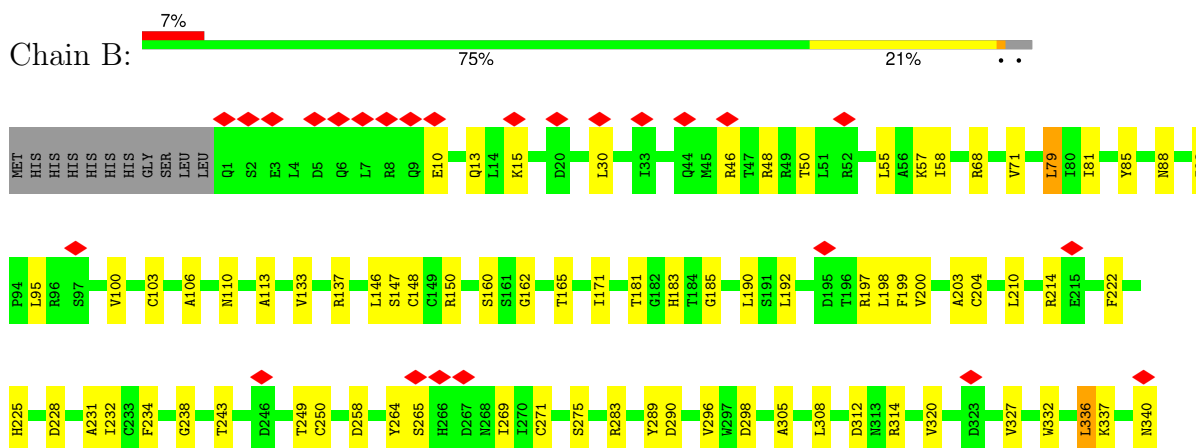 7%
Chain B:
75% 21% • •
MET HIS HIS HIS HIS HIS HIS GLY SER LEU LEU Q1 S2 E3 L4 D5 Q6 L7 R8 Q9 E10 Q13 L14 K15 D20 L30 I33 Q44 M45 R46 T47 R48 R49 T50 L51 R52 L55 A56 K57 I58 R68 V71 L79 I80 I81 Y85 N88
P94 L95 R96 S97 V100 C103 A106 N110 A113 V133 R137 L146 S147 C148 C149 R150 S160 S161 G162 T165 I171 T181 G182 H183 T184 G185 L190 S191 L192 D195 T196 R197 L198 F199 V200 A203 C204 L210 R214 E215 F222
H225 D228 A231 I232 C233 F234 G238 T243 D246 T249 C250 D258 Y264 S265 H266 D267 N268 I269 I270 C271 S275 R283 Y289 D290 V296 W297 D298 A305 L308 D312 N313 R314 V320 D323 V327 W332 L336 K337 N340